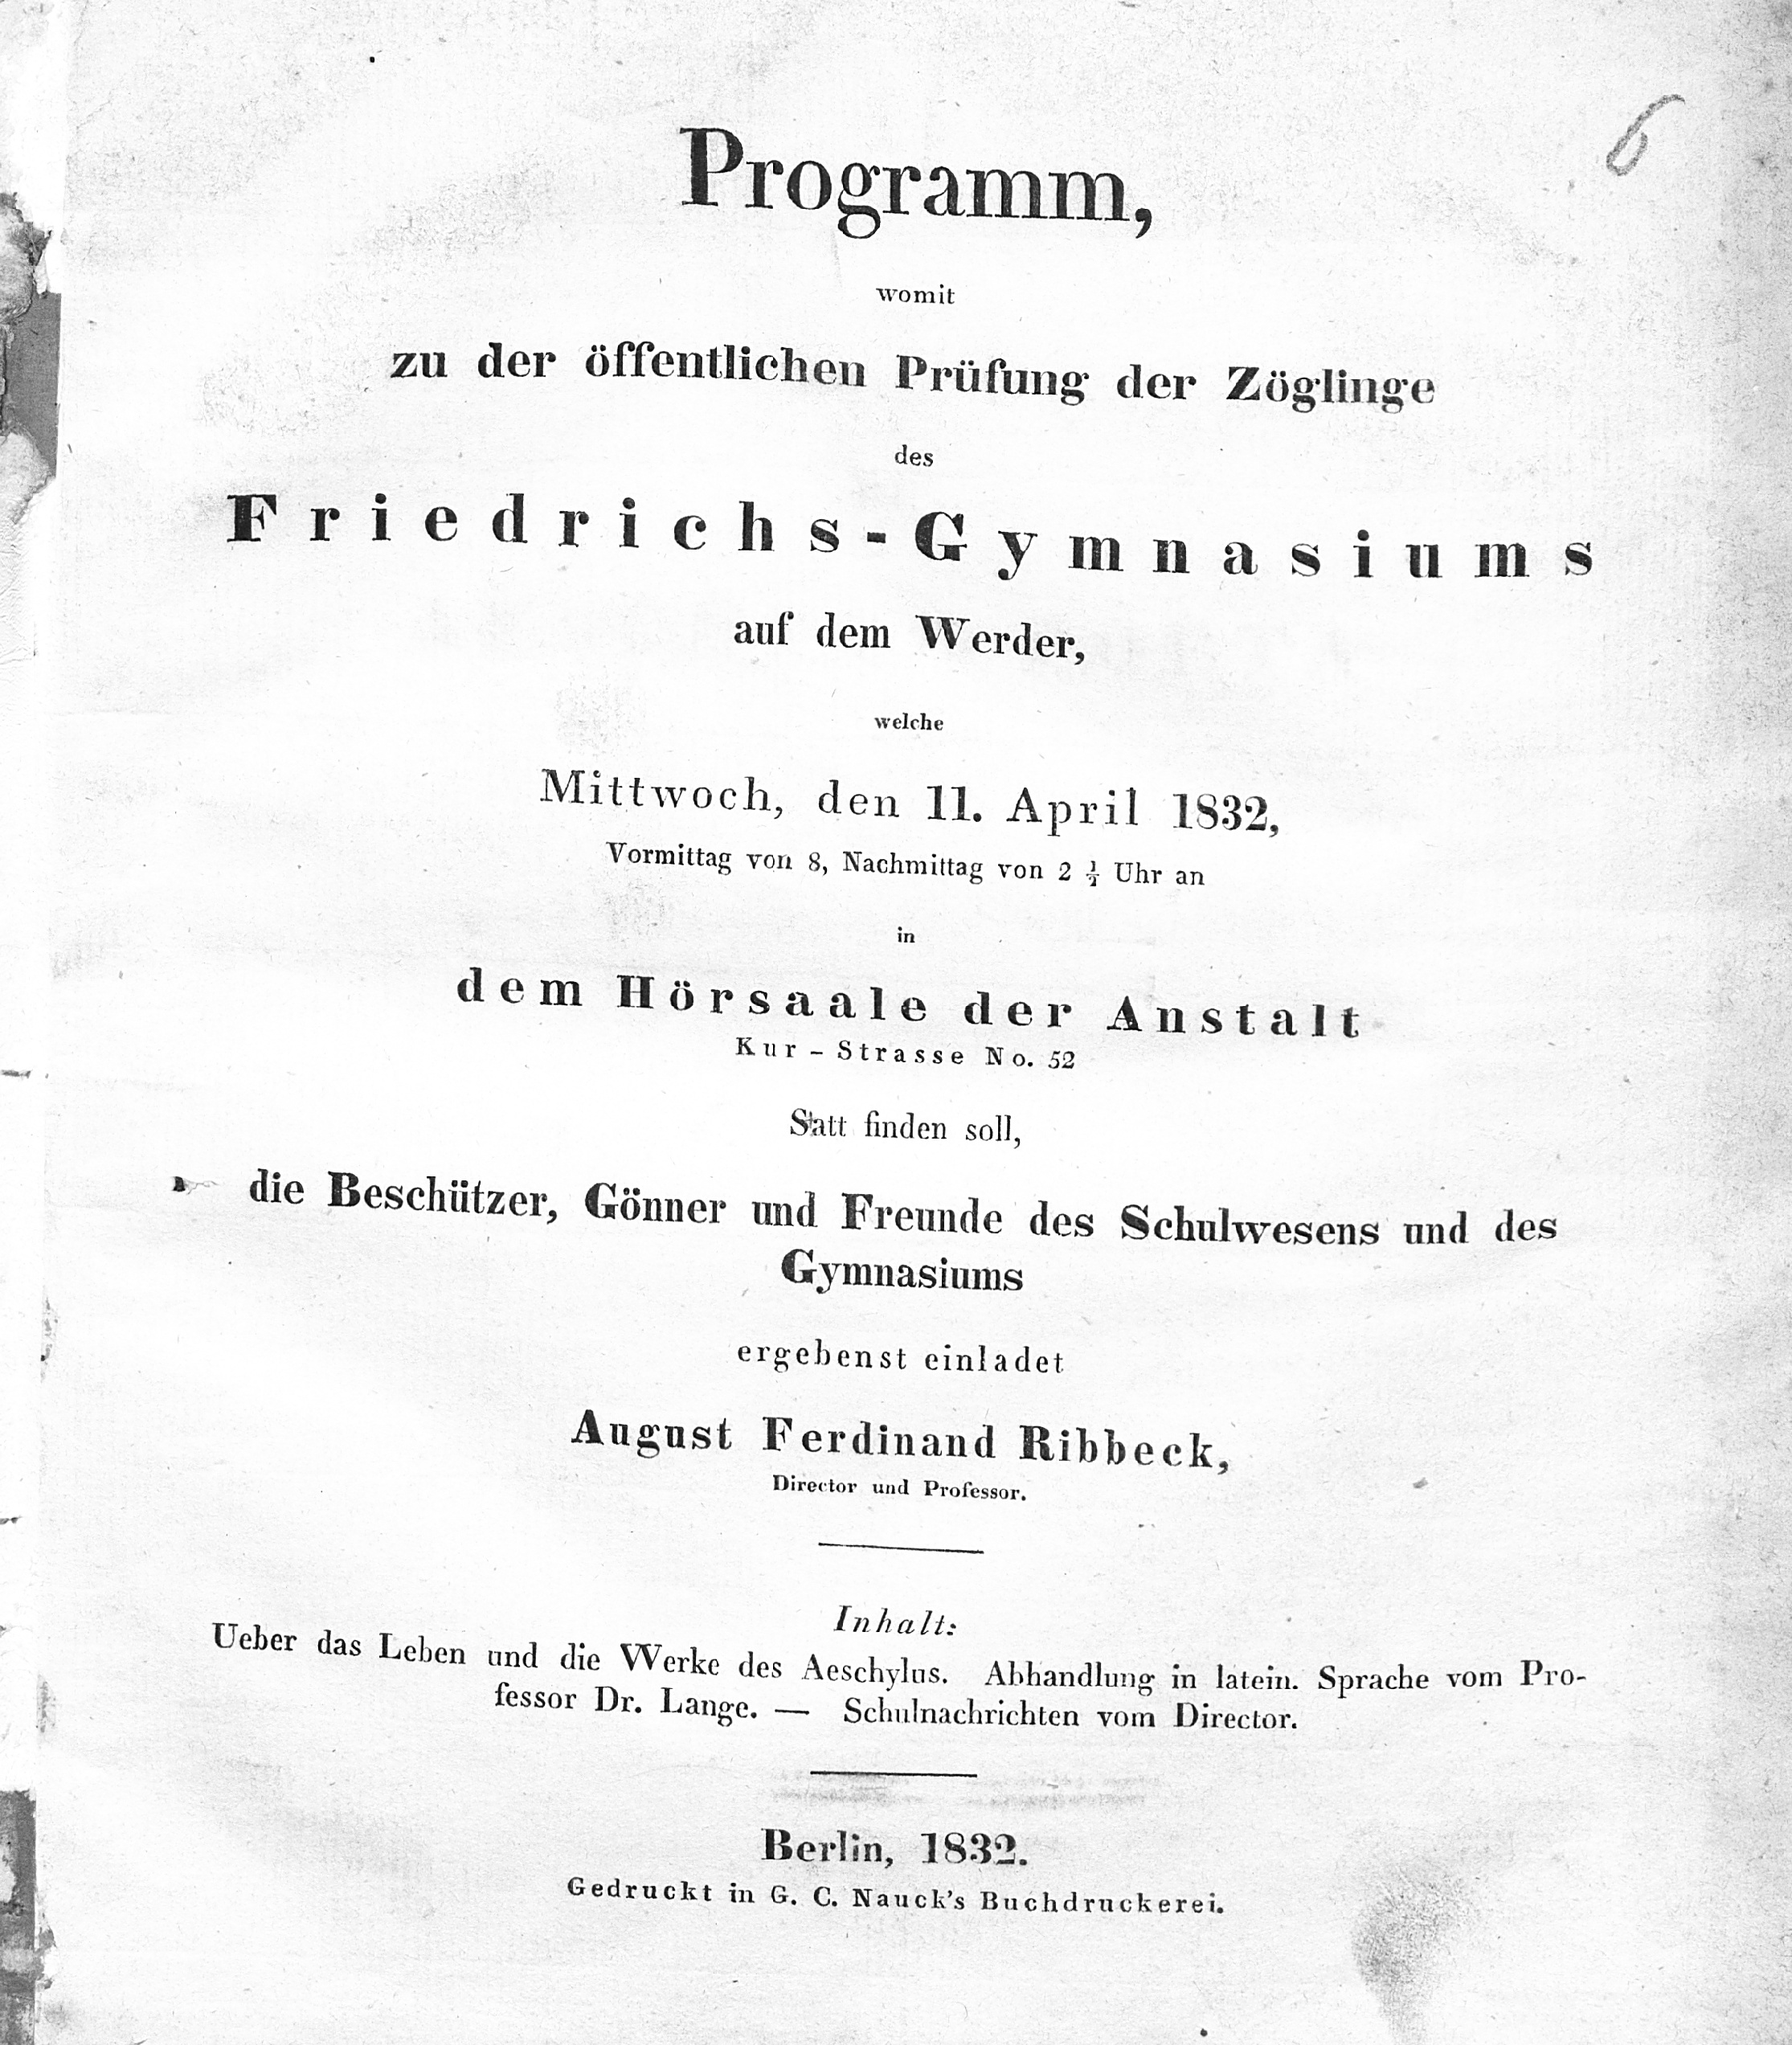 6
Programm,
womit
zu der öffentlichen Prüfung der Zöglinge
des
Friedrichs-Gymnasiums
auf dem Werder,
welche
Mittwoch, den 11. April 1832,
Vormittag von 8, Nachmittag von 2 ½ Uhr an
in
dem Hörsaale der Anstalt
Kur – Strasse No. 52
Statt finden soll,
die Beschützer, Gönner und Freunde des Schulwesens und des
Gymnasiums
ergebenst einladet
August Ferdinand Ribbeck,
Director und Professor.
Inhalt:
Ueber das Leben und die Werke des Aeschylus. Abhandlung in latein. Sprache vom Pro-
fessor Dr. Lange. — Schulnachrichten vom Director.
Berlin, 1832.
Gedruckt in G. C. Nauck's Buchdruckerei.